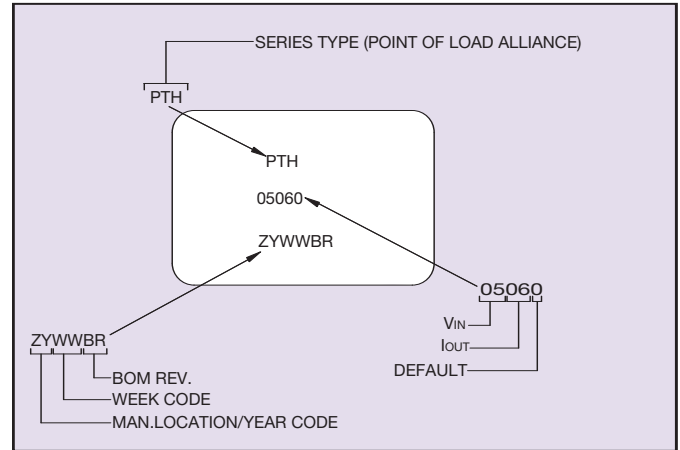 SERIES TYPE (POINT OF LOAD ALLIANCE)
PTH
PTH
05060
ZYWWBR
05060
VIN
IOUT
DEFAULT
ZYWWBR
BOM REV.
WEEK CODE
MAN.LOCATION/YEAR CODE